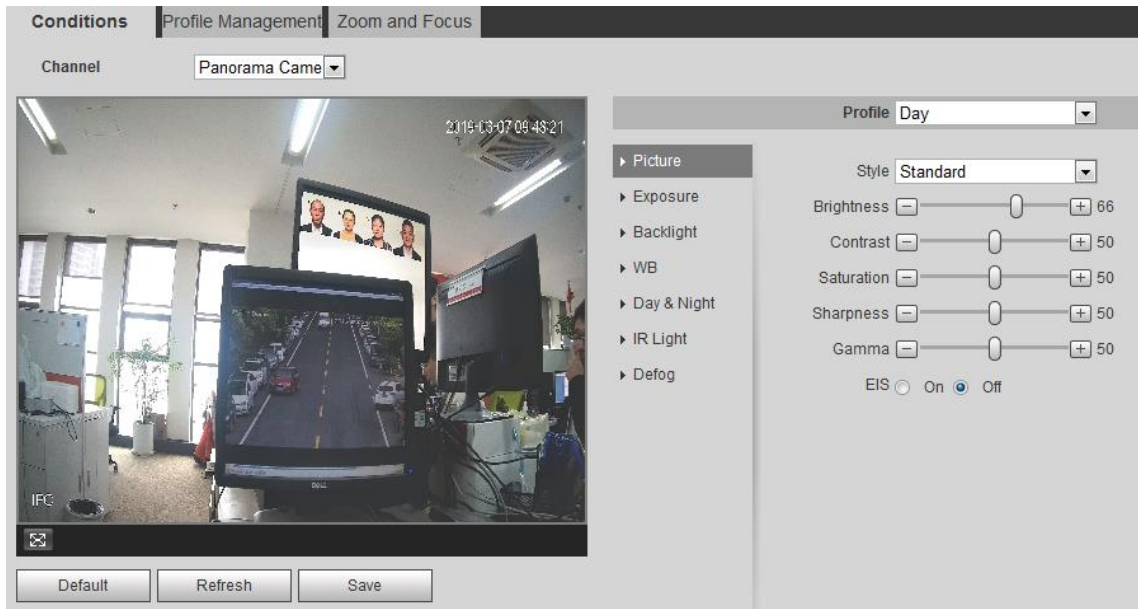 Conditions
Profile Management
Zoom and Focus
Channel
Panorama Came
2019-03-07 09:48:21
IPC
DELL
Default
Refresh
Save
Profile
Day
Picture
Exposure
Backlight
WB
Day & Night
IR Light
Defog
Style
Standard
Brightness
66
Contrast
50
Saturation
50
Sharpness
50
Gamma
50
EIS
On
Off